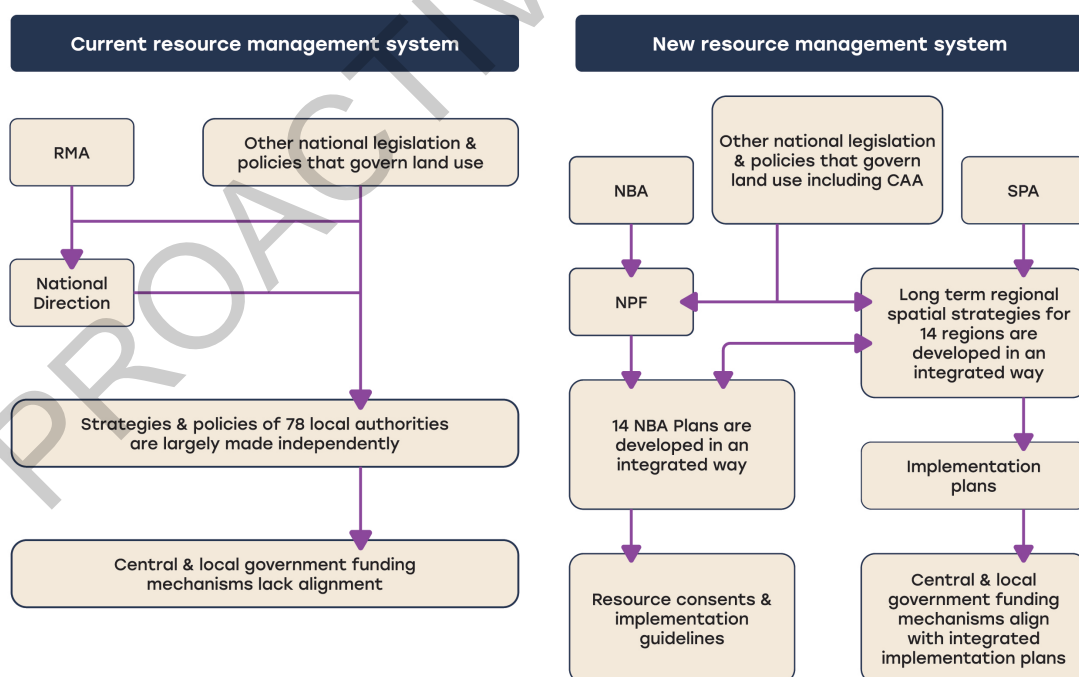 Current resource management system
RMA
Other national legislation &
policies that govern land use
National
Direction
Strategies & policies of 78 local authorities
are largely made independently
Central & local government funding
mechanisms lack alignment
New resource management system
NBA
Other national legislation
& policies that govern
land use including CAA
SPA
NPF
Long term regional
spatial strategies for
14 regions are
developed in an
integrated way
14 NBA Plans are
developed in an
integrated way
Implementation
plans
Resource consents &
implementation
guidelines
Central & local
government funding
mechanisms align
with integrated
implementation plans
PROACTIV